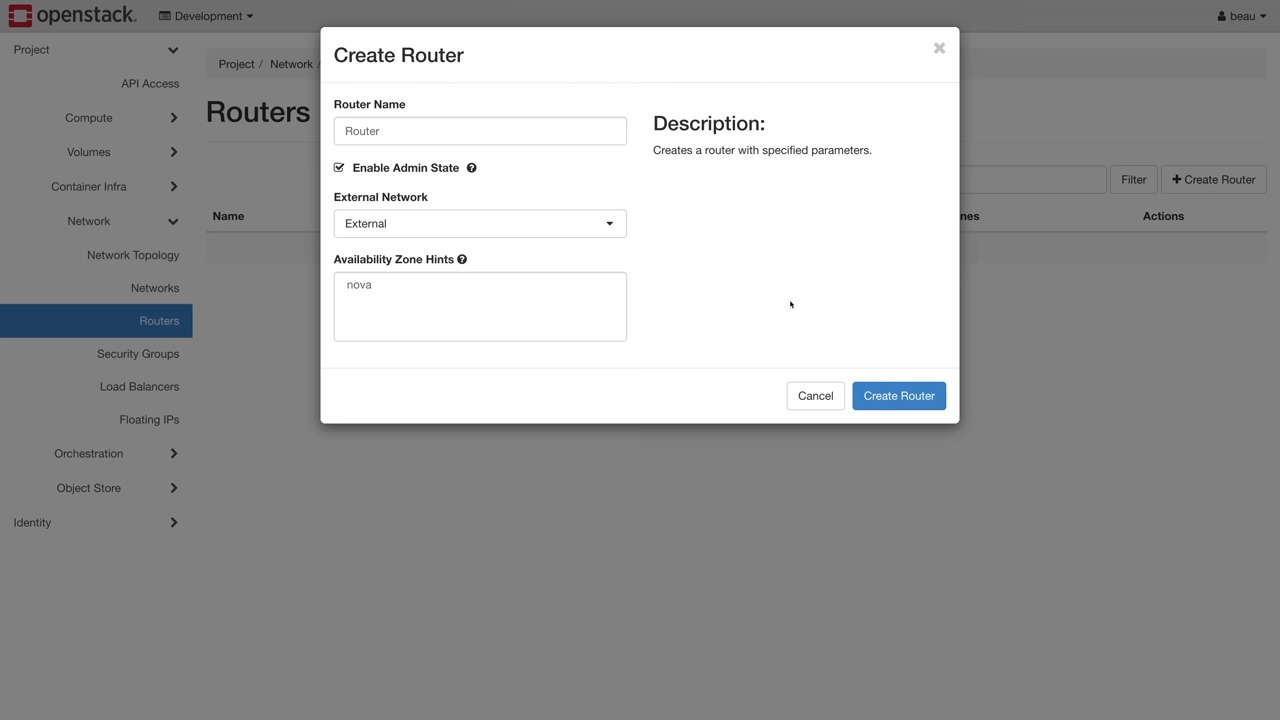 openstack.
Development
beau
Project
API Access
Compute
Volumes
Container Infra
Network
Network Topology
Networks
Routers
Security Groups
Load Balancers
Floating IPs
Orchestration
Object Store
Identity
Project / Network /
Routers
Filter
+ Create Router
Name
nes
Actions
Create Router
Router Name
Router
Enable Admin State
External Network
External
Availability Zone Hints
nova
Description:
Creates a router with specified parameters.
Cancel
Create Router